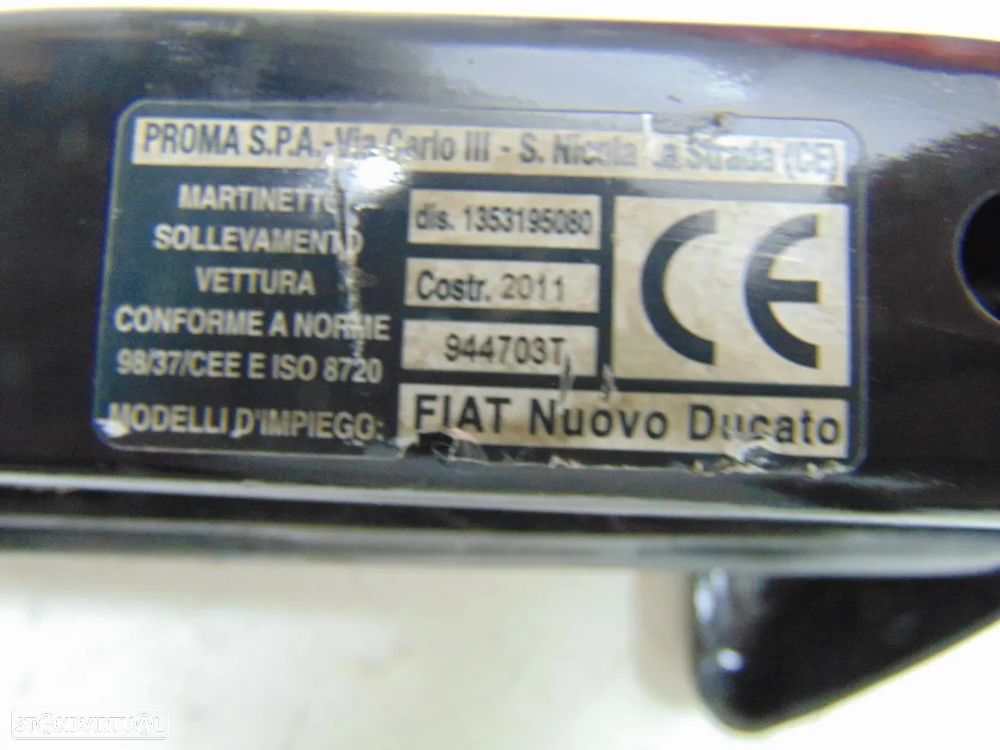 PROMA S.P.A.-Via Carlo III - S. Nicola La Strada (CE)
MARTINETTO
SOLLEVAMENTO
VETTURA
CONFORME A NORME
98/37/CEE E ISO 8720
dis. 1353195080
Costr. 2011
944703T
CE
MODELLI D'IMPIEGO:
FIAT Nuovo Ducato
STANDVIRTUAL